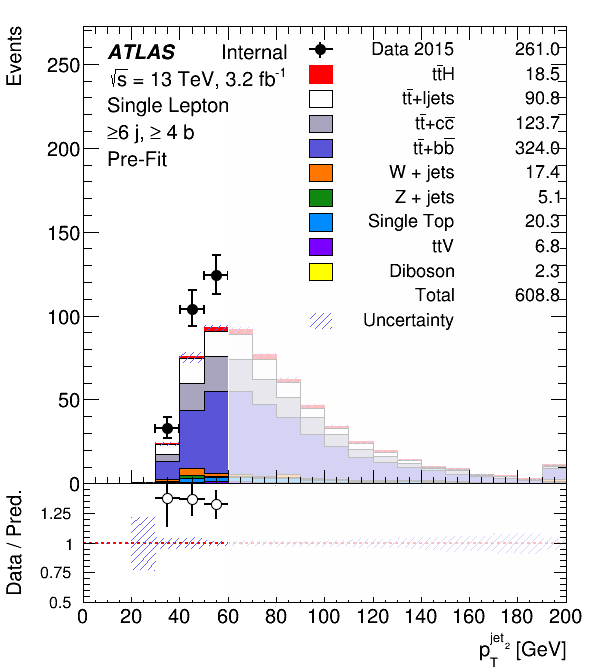 Events
250
200
150
100
50
0
ATLAS Internal
√s = 13 TeV, 3.2 fb⁻¹
Single Lepton
≥6 j, ≥ 4 b
Pre-Fit
Data 2015 261.0
tt̄H 18.5
tt̄+ljets 90.8
tt̄+cc̄ 123.7
tt̄+bb̄ 324.0
W + jets 17.4
Z + jets 5.1
Single Top 20.3
ttV 6.8
Diboson 2.3
Total 608.8
Uncertainty
Data / Pred.
1.25
1
0.75
0.5
0 20 40 60 80 100 120 140 160 180 200
p_T^jet_2 [GeV]